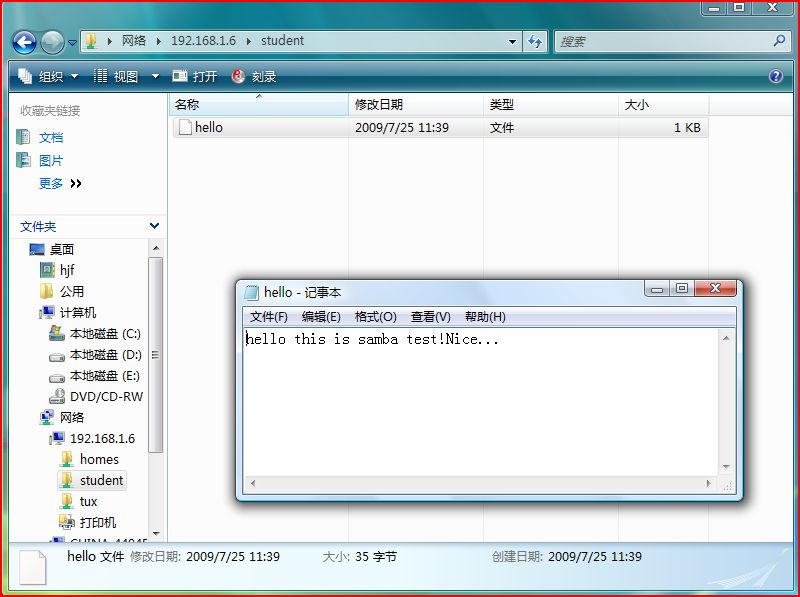 网络 192.168.1.6 student
搜索
组织 视图 打开 刻录
收藏夹链接
文档
图片
更多 >>
文件夹
桌面
hjf
公用
计算机
本地磁盘 (C:)
本地磁盘 (D:)
本地磁盘 (E:)
DVD/CD-RW
网络
192.168.1.6
homes
student
tux
打印机
名称 修改日期 类型 大小
hello 2009/7/25 11:39 文件 1 KB
hello - 记事本
文件(F) 编辑(E) 格式(O) 查看(V) 帮助(H)
hello this is samba test!Nice...
hello 文件 修改日期: 2009/7/25 11:39 大小: 35 字节 创建日期: 2009/7/25 11:39